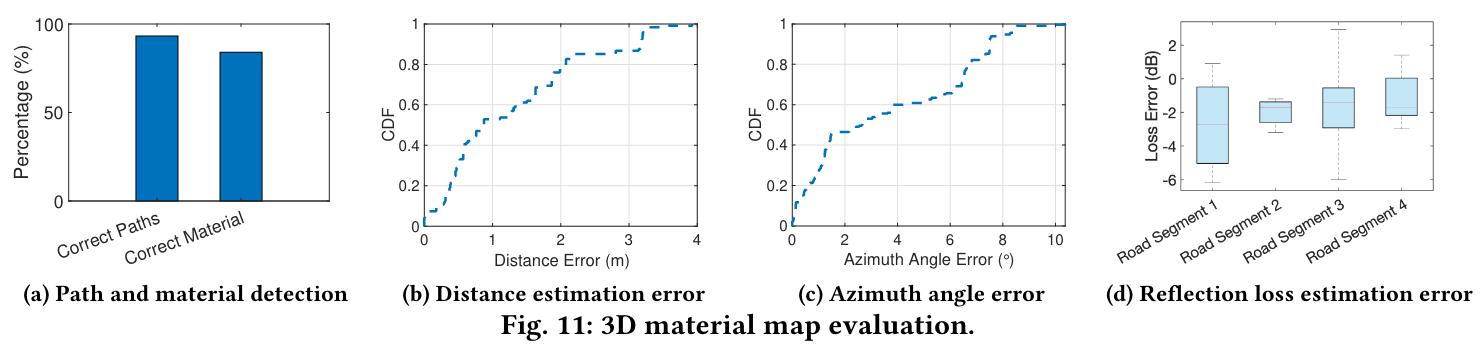 100
50
0
Percentage (%)
Correct Paths
Correct Material
(a) Path and material detection
1
0.8
0.6
0.4
0.2
0
CDF
0 1 2 3 4
Distance Error (m)
(b) Distance estimation error
1
0.8
0.6
0.4
0.2
0
CDF
0 2 4 6 8 10
Azimuth Angle Error (°)
(c) Azimuth angle error
2
0
-2
-4
-6
Loss Error (dB)
Road Segment 1
Road Segment 2
Road Segment 3
Road Segment 4
(d) Reflection loss estimation error
Fig. 11: 3D material map evaluation.